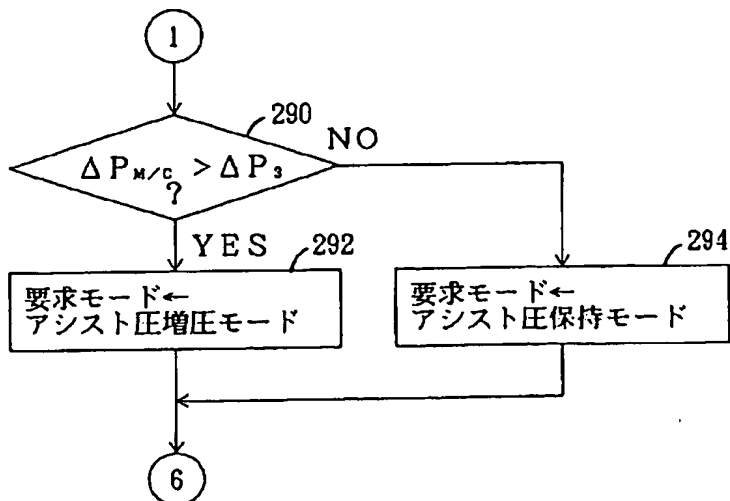 1
290
ΔP_M/C > ΔP_3
?
NO
YES
292
要求モード←
アシスト圧増圧モード
294
要求モード←
アシスト圧保持モード
6